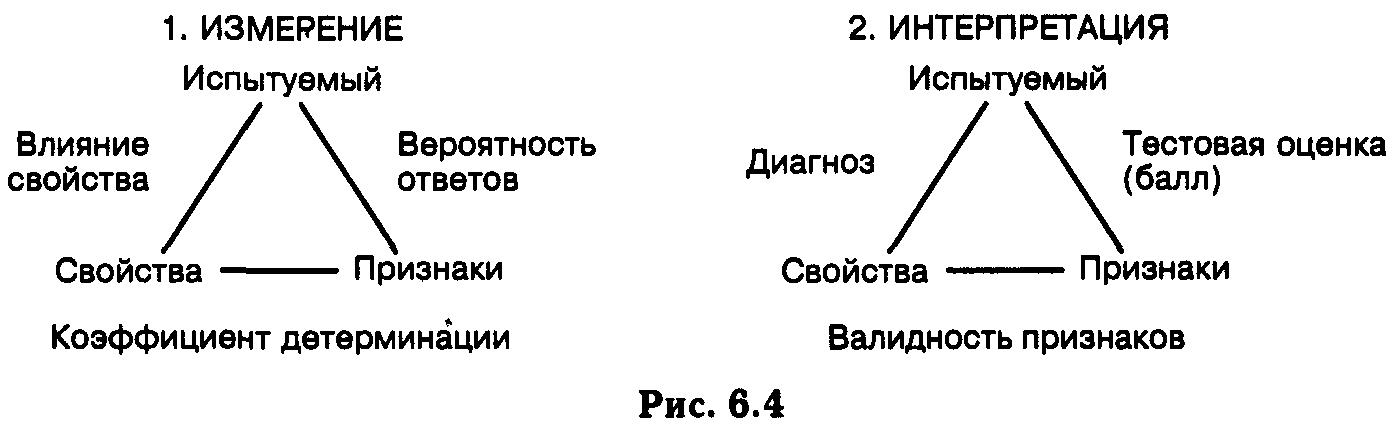 1. ИЗМЕРЕНИЕ
Испытуемый
Влияние
свойства
Вероятность
ответов
Свойства
Признаки
Коэффициент детерминации
2. ИНТЕРПРЕТАЦИЯ
Испытуемый
Диагноз
Тестовая оценка
(балл)
Свойства
Признаки
Валидность признаков
Рис. 6.4